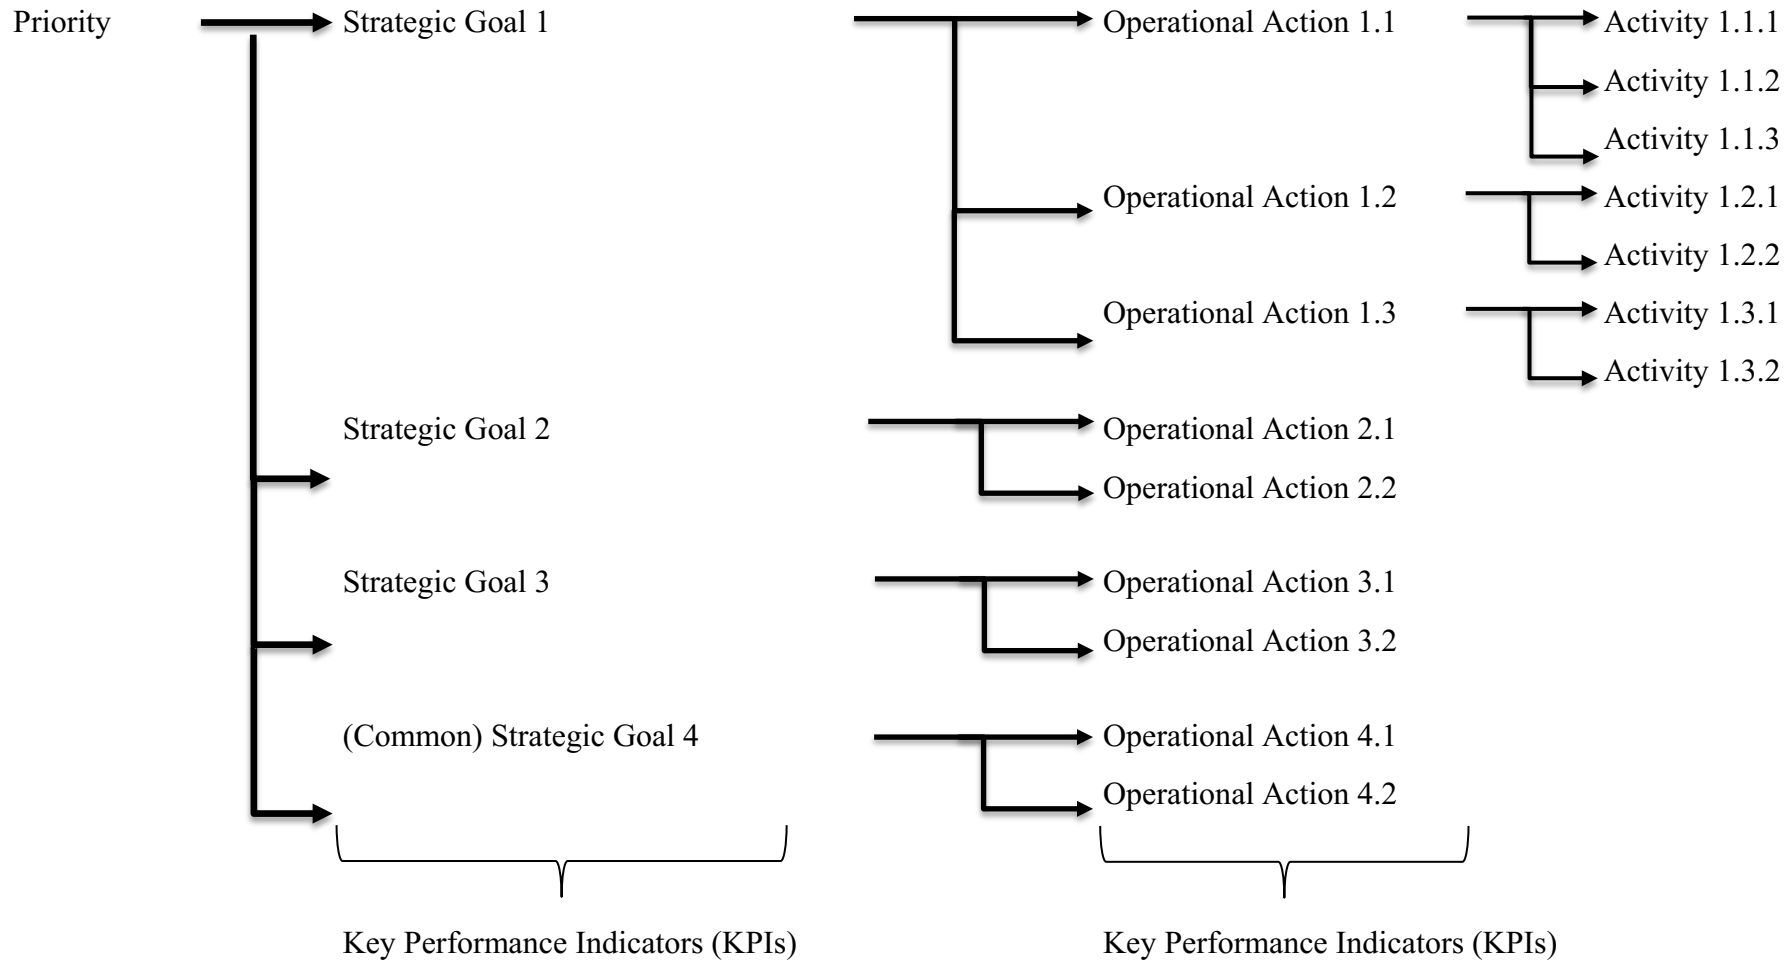 Priority Strategic Goal 1 Operational Action 1.1 Activity 1.1.1
Activity 1.1.2
Activity 1.1.3
Operational Action 1.2 Activity 1.2.1
Activity 1.2.2
Operational Action 1.3 Activity 1.3.1
Activity 1.3.2
Strategic Goal 2 Operational Action 2.1
Operational Action 2.2
Strategic Goal 3 Operational Action 3.1
Operational Action 3.2
(Common) Strategic Goal 4 Operational Action 4.1
Operational Action 4.2
Key Performance Indicators (KPIs) Key Performance Indicators (KPIs)